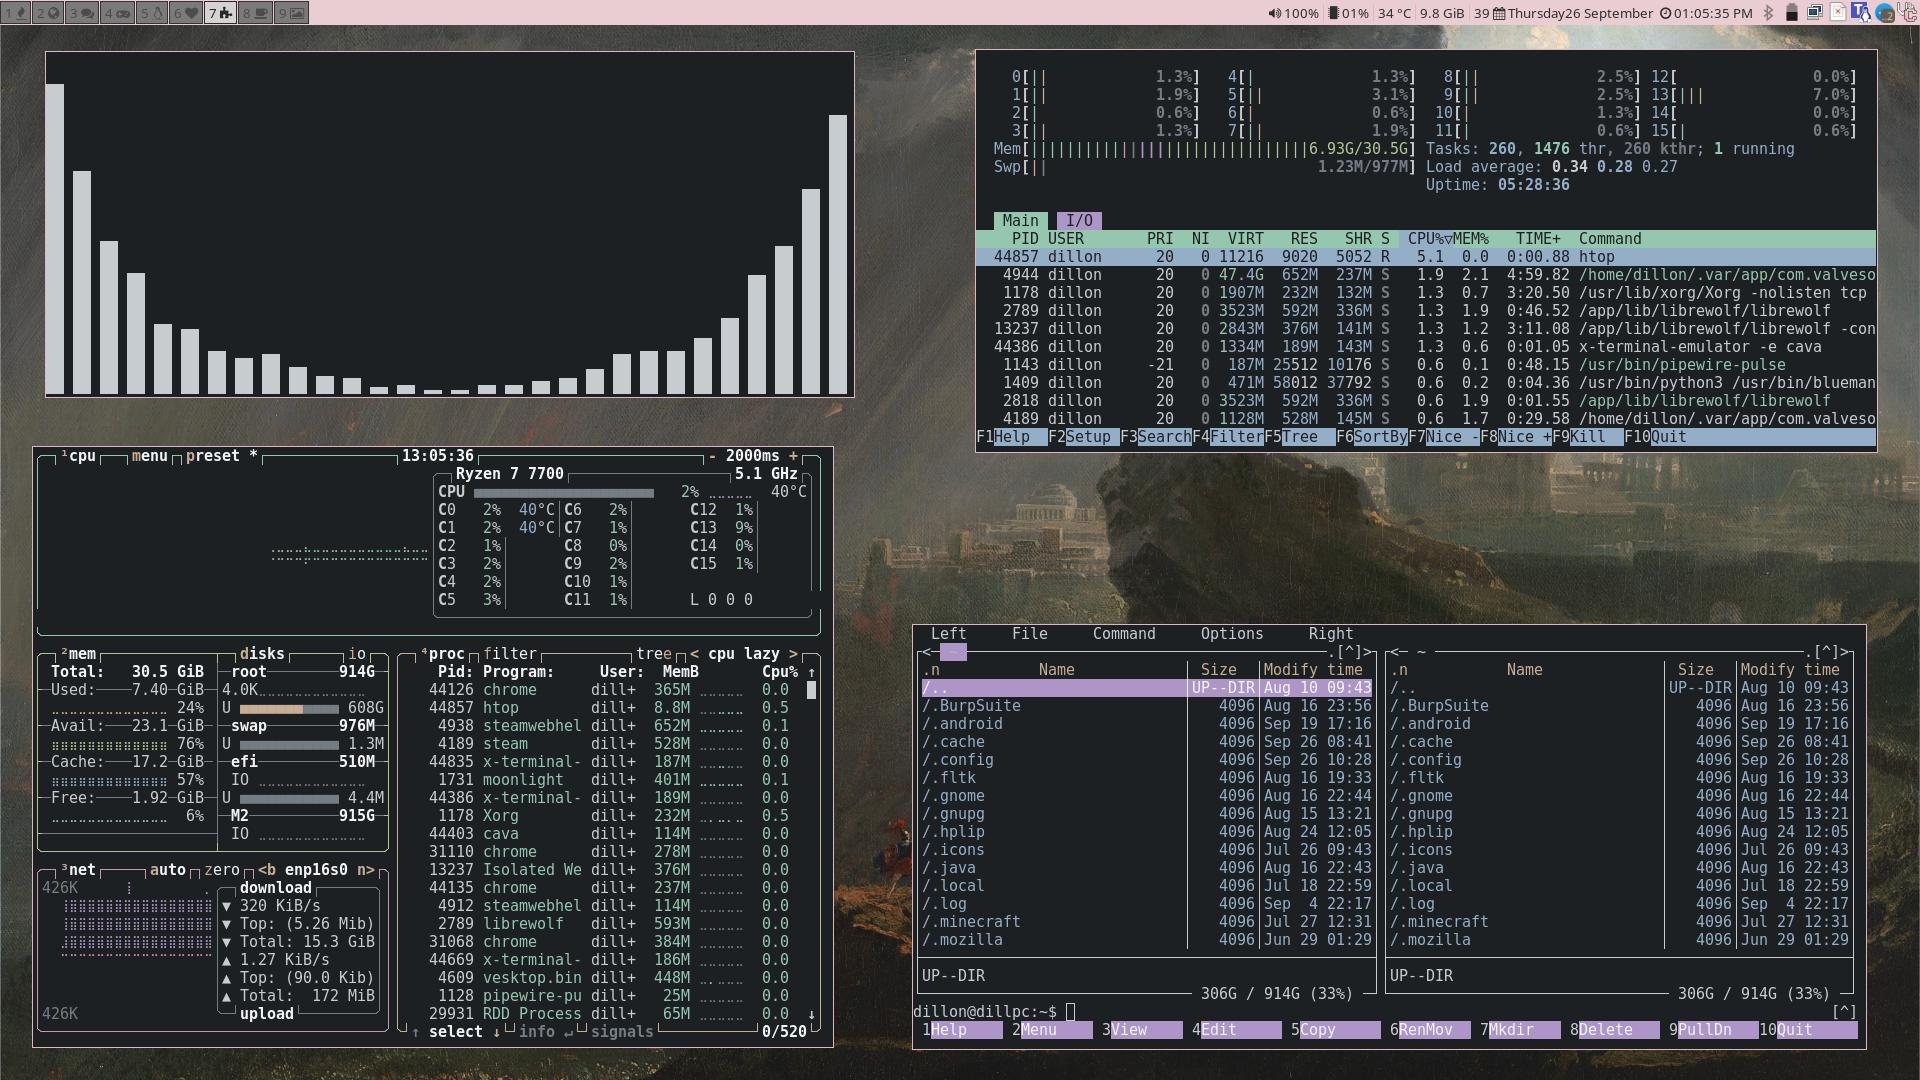 1 2 3 4 5 6 7 8 9
100% 01% 34 °C 9.8 GiB 39 Thursday26 September 01:05:35 PM
0[|| 1.3%] 4[| 1.3%] 8[|| 2.5%] 12[ 0.0%]
1[|| 1.9%] 5[|| 3.1%] 9[|| 2.5%] 13[||| 7.0%]
2[| 0.6%] 6[| 0.6%] 10[| 1.3%] 14[ 0.0%]
3[|| 1.3%] 7[|| 1.9%] 11[| 0.6%] 15[| 0.6%]
Mem[|||||||||||||||||||||||||||||||6.93G/30.5G] Tasks: 260, 1476 thr, 260 kthr; 1 running
Swp[|| 1.23M/977M] Load average: 0.34 0.28 0.27
Uptime: 05:28:36
Main I/O
PID USER PRI NI VIRT RES SHR S CPU%▽MEM% TIME+ Command
44857 dillon 20 0 11216 9020 5052 R 5.1 0.0 0:00.88 htop
4944 dillon 20 0 47.4G 652M 237M S 1.9 2.1 4:59.82 /home/dillon/.var/app/com.valveso
1178 dillon 20 0 1907M 232M 132M S 1.3 0.7 3:20.50 /usr/lib/xorg/Xorg -nolisten tcp
2789 dillon 20 0 3523M 592M 336M S 1.3 1.9 0:46.52 /app/lib/librewolf/librewolf
13237 dillon 20 0 2843M 376M 141M S 1.3 1.2 3:11.08 /app/lib/librewolf/librewolf -con
44386 dillon 20 0 1334M 189M 143M S 1.3 0.6 0:01.05 x-terminal-emulator -e cava
1143 dillon -21 0 187M 25512 10176 S 0.6 0.1 0:48.15 /usr/bin/pipewire-pulse
1409 dillon 20 0 471M 58012 37792 S 0.6 0.2 0:04.36 /usr/bin/python3 /usr/bin/blueman
2818 dillon 20 0 3523M 592M 336M S 0.6 1.9 0:01.55 /app/lib/librewolf/librewolf
4189 dillon 20 0 1128M 528M 145M S 0.6 1.7 0:29.58 /home/dillon/.var/app/com.valveso
F1Help F2Setup F3SearchF4FilterF5Tree F6SortByF7Nice -F8Nice +F9Kill F10Quit
¹cpu menu preset * 13:05:36 - 2000ms +
Ryzen 7 7700 5.1 GHz
CPU 2% 40°C
C0 2% 40°C C6 2% C12 1%
C1 2% 40°C C7 1% C13 9%
C2 1% C8 0% C14 0%
C3 2% C9 2% C15 1%
C4 2% C10 1%
C5 3% C11 1% L 0 0 0
²mem disks io
Total: 30.5 GiB root 914G
Used: 7.40 GiB 4.0K
24% U 608G
Avail: 23.1 GiB swap 976M
76% U 1.3M
Cache: 17.2 GiB efi 510M
57% IO
Free: 1.92 GiB U 4.4M
6% M2 915G
IO
⁴proc filter tree < cpu lazy >
Pid: Program: User: MemB Cpu% ↑
44126 chrome dill+ 365M 0.0
44857 htop dill+ 8.8M 0.5
4938 steamwebhel dill+ 652M 0.1
4189 steam dill+ 528M 0.0
44835 x-terminal- dill+ 187M 0.0
1731 moonlight dill+ 401M 0.1
44386 x-terminal- dill+ 189M 0.0
1178 Xorg dill+ 232M 0.5
44403 cava dill+ 114M 0.0
31110 chrome dill+ 278M 0.0
13237 Isolated We dill+ 376M 0.0
44135 chrome dill+ 237M 0.0
4912 steamwebhel dill+ 114M 0.0
2789 librewolf dill+ 593M 0.0
31068 chrome dill+ 384M 0.0
44669 x-terminal- dill+ 186M 0.0
4609 vesktop.bin dill+ 448M 0.0
1128 pipewire-pu dill+ 25M 0.0
29931 RDD Process dill+ 65M 0.0 ↓
↑ select ↓ info ↵ signals 0/520
³net auto zero <b enp16s0 n>
426K download
▼ 320 KiB/s
▼ Top: (5.26 Mib)
▼ Total: 15.3 GiB
▲ 1.27 KiB/s
▲ Top: (90.0 Kib)
▲ Total: 172 MiB
426K upload
Left File Command Options Right
<─ ~ .[^]> <─ ~ .[^]>
.n Name Size Modify time .n Name Size Modify time
/.. UP--DIR Aug 10 09:43 /.. UP--DIR Aug 10 09:43
/.BurpSuite 4096 Aug 16 23:56 /.BurpSuite 4096 Aug 16 23:56
/.android 4096 Sep 19 17:16 /.android 4096 Sep 19 17:16
/.cache 4096 Sep 26 08:41 /.cache 4096 Sep 26 08:41
/.config 4096 Sep 26 10:28 /.config 4096 Sep 26 10:28
/.fltk 4096 Aug 16 19:33 /.fltk 4096 Aug 16 19:33
/.gnome 4096 Aug 16 22:44 /.gnome 4096 Aug 16 22:44
/.gnupg 4096 Aug 15 13:21 /.gnupg 4096 Aug 15 13:21
/.hplip 4096 Aug 24 12:05 /.hplip 4096 Aug 24 12:05
/.icons 4096 Jul 26 09:43 /.icons 4096 Jul 26 09:43
/.java 4096 Aug 16 22:43 /.java 4096 Aug 16 22:43
/.local 4096 Jul 18 22:59 /.local 4096 Jul 18 22:59
/.log 4096 Sep 4 22:17 /.log 4096 Sep 4 22:17
/.minecraft 4096 Jul 27 12:31 /.minecraft 4096 Jul 27 12:31
/.mozilla 4096 Jun 29 01:29 /.mozilla 4096 Jun 29 01:29
UP--DIR UP--DIR
306G / 914G (33%) 306G / 914G (33%)
dillon@dillpc:~$ [^]
1Help 2Menu 3View 4Edit 5Copy 6RenMov 7Mkdir 8Delete 9PullDn 10Quit